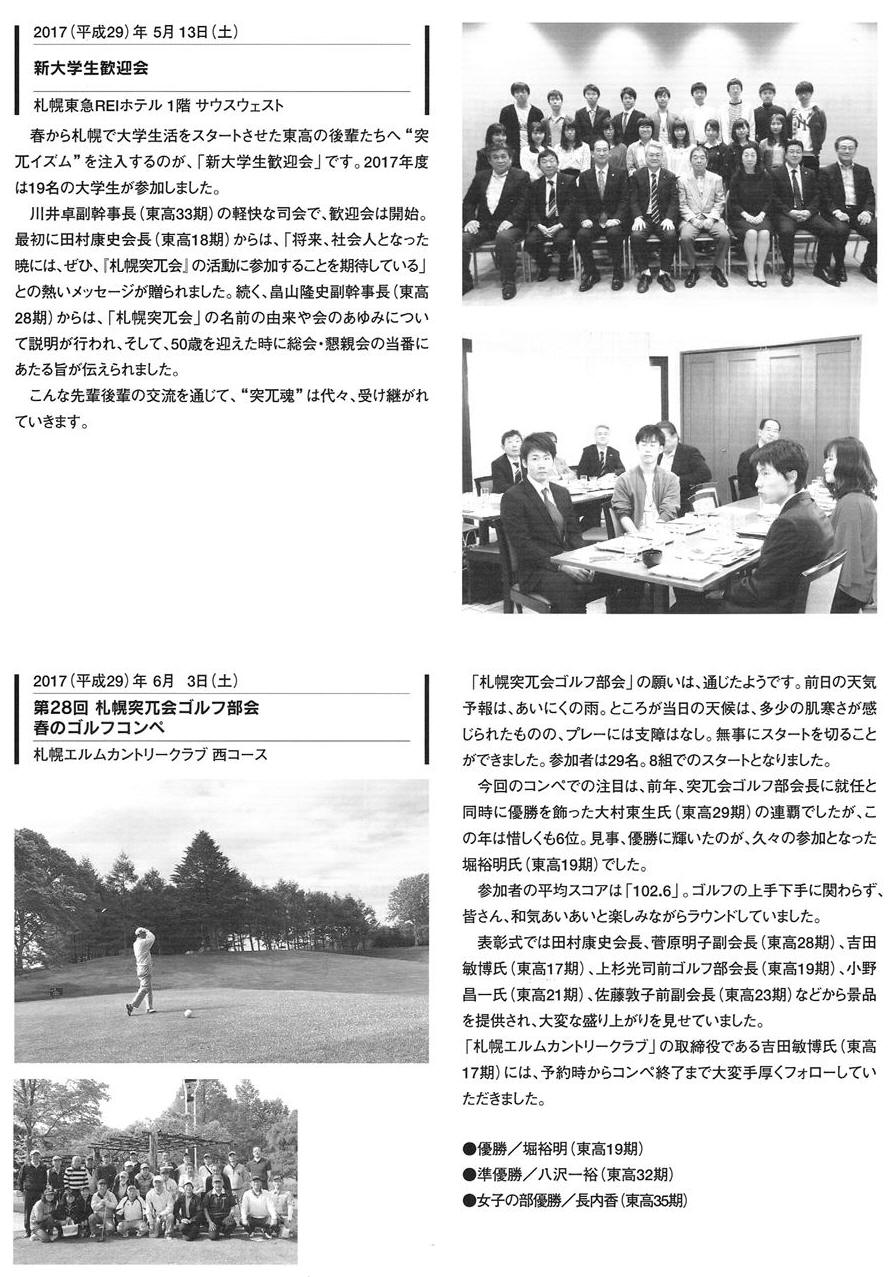 2017（平成29）年 5月13日（土）
新大学生歓迎会
札幌東急REIホテル 1階 サウスウェスト
春から札幌で大学生活をスタートさせた東高の後輩たちへ“突
兀イズム”を注入するのが、「新大学生歓迎会」です。2017年度
は19名の大学生が参加しました。
川井卓副幹事長（東高33期）の軽快な司会で、歓迎会は開始。
最初に田村康史会長（東高18期）からは、「将来、社会人となった
暁には、ぜひ、『札幌突兀会』の活動に参加することを期待している」
との熱いメッセージが贈られました。続く、畠山隆史副幹事長（東高
28期）からは、「札幌突兀会」の名前の由来や会のあゆみについ
て説明が行われ、そして、50歳を迎えた時に総会・懇親会の当番に
あたる旨が伝えられました。
こんな先輩後輩の交流を通じて、“突兀魂”は代々、受け継がれ
ていきます。
2017（平成29）年 6月 3日（土）
第28回 札幌突兀会ゴルフ部会
春のゴルフコンペ
札幌エルムカントリークラブ 西コース
「札幌突兀会ゴルフ部会」の願いは、通じたようです。前日の天気
予報は、あいにくの雨。ところが当日の天候は、多少の肌寒さが感
じられたものの、プレーには支障はなし。無事にスタートを切ること
ができました。参加者は29名。8組でのスタートとなりました。
今回のコンペでの注目は、前年、突兀会ゴルフ部会長に就任と
同時に優勝を飾った大村東生氏（東高29期）の連覇でしたが、こ
の年は惜しくも6位。見事、優勝に輝いたのが、久々の参加となった
堀裕明氏（東高19期）でした。
参加者の平均スコアは「102.6」。ゴルフの上手下手に関わらず、
皆さん、和気あいあいと楽しみながらラウンドしていました。
表彰式では田村康史会長、菅原明子副会長（東高28期）、吉田
敏博氏（東高17期）、上杉光司前ゴルフ部会長（東高19期）、小野
昌一氏（東高21期）、佐藤敦子前副会長（東高23期）などから景品
を提供され、大変な盛り上がりを見せていました。
「札幌エルムカントリークラブ」の取締役である吉田敏博氏（東高
17期）には、予約時からコンペ終了まで大変手厚くフォローしてい
ただきました。
●優勝／堀裕明（東高19期）
●準優勝／八沢一裕（東高32期）
●女子の部優勝／長内香（東高35期）